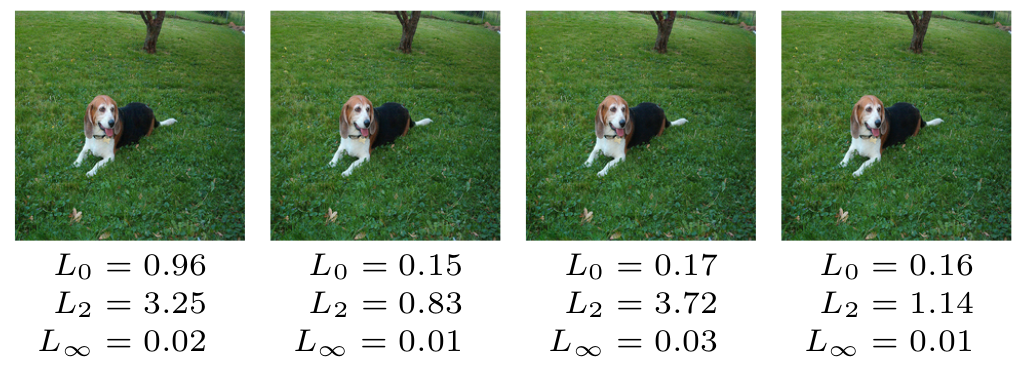 L₀ = 0.96 L₀ = 0.15 L₀ = 0.17 L₀ = 0.16
L₂ = 3.25 L₂ = 0.83 L₂ = 3.72 L₂ = 1.14
L∞ = 0.02 L∞ = 0.01 L∞ = 0.03 L∞ = 0.01